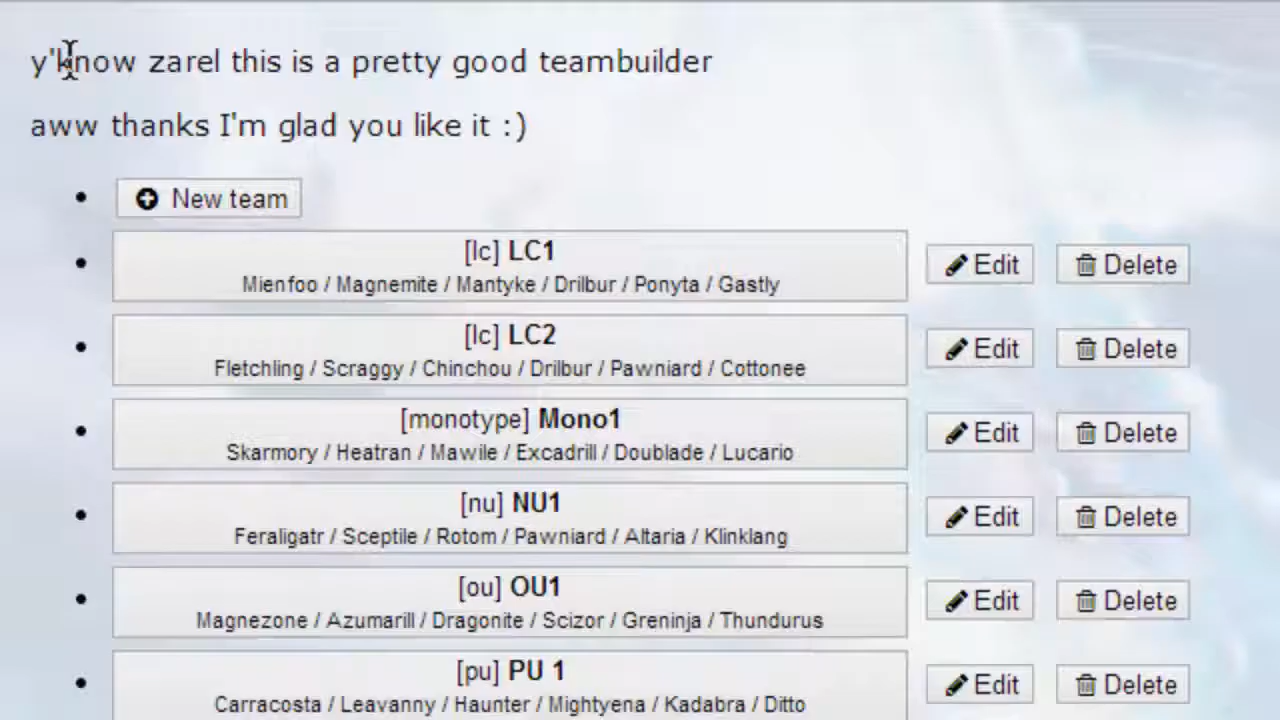 y'know zarel this is a pretty good teambuilder
aww thanks I'm glad you like it :)
New team
[lc] LC1
Mienfoo / Magnemite / Mantyke / Drilbur / Ponyta / Gastly
Edit
Delete
[lc] LC2
Fletchling / Scraggy / Chinchou / Drilbur / Pawniard / Cottonee
Edit
Delete
[monotype] Mono1
Skarmory / Heatran / Mawile / Excadrill / Doublade / Lucario
Edit
Delete
[nu] NU1
Feraligatr / Sceptile / Rotom / Pawniard / Altaria / Klinklang
Edit
Delete
[ou] OU1
Magnezone / Azumarill / Dragonite / Scizor / Greninja / Thundurus
Edit
Delete
[pu] PU 1
Carracosta / Leavanny / Haunter / Mightyena / Kadabra / Ditto
Edit
Delete